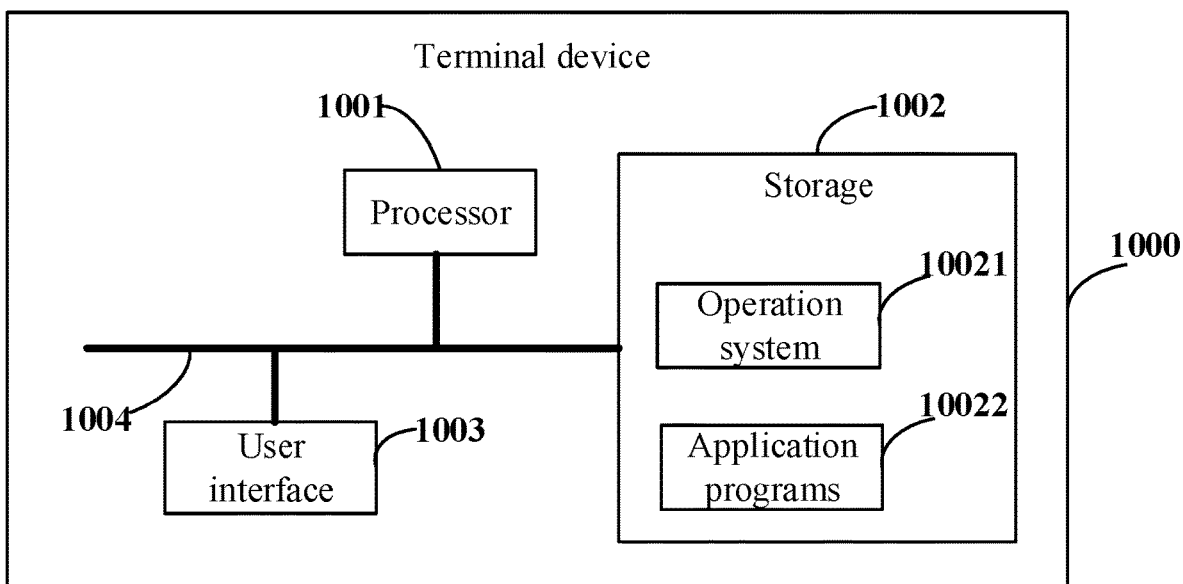 Terminal device
1001
1002
Processor
Storage
1000
10021
Operation
system
1004
1003
User
interface
10022
Application
programs